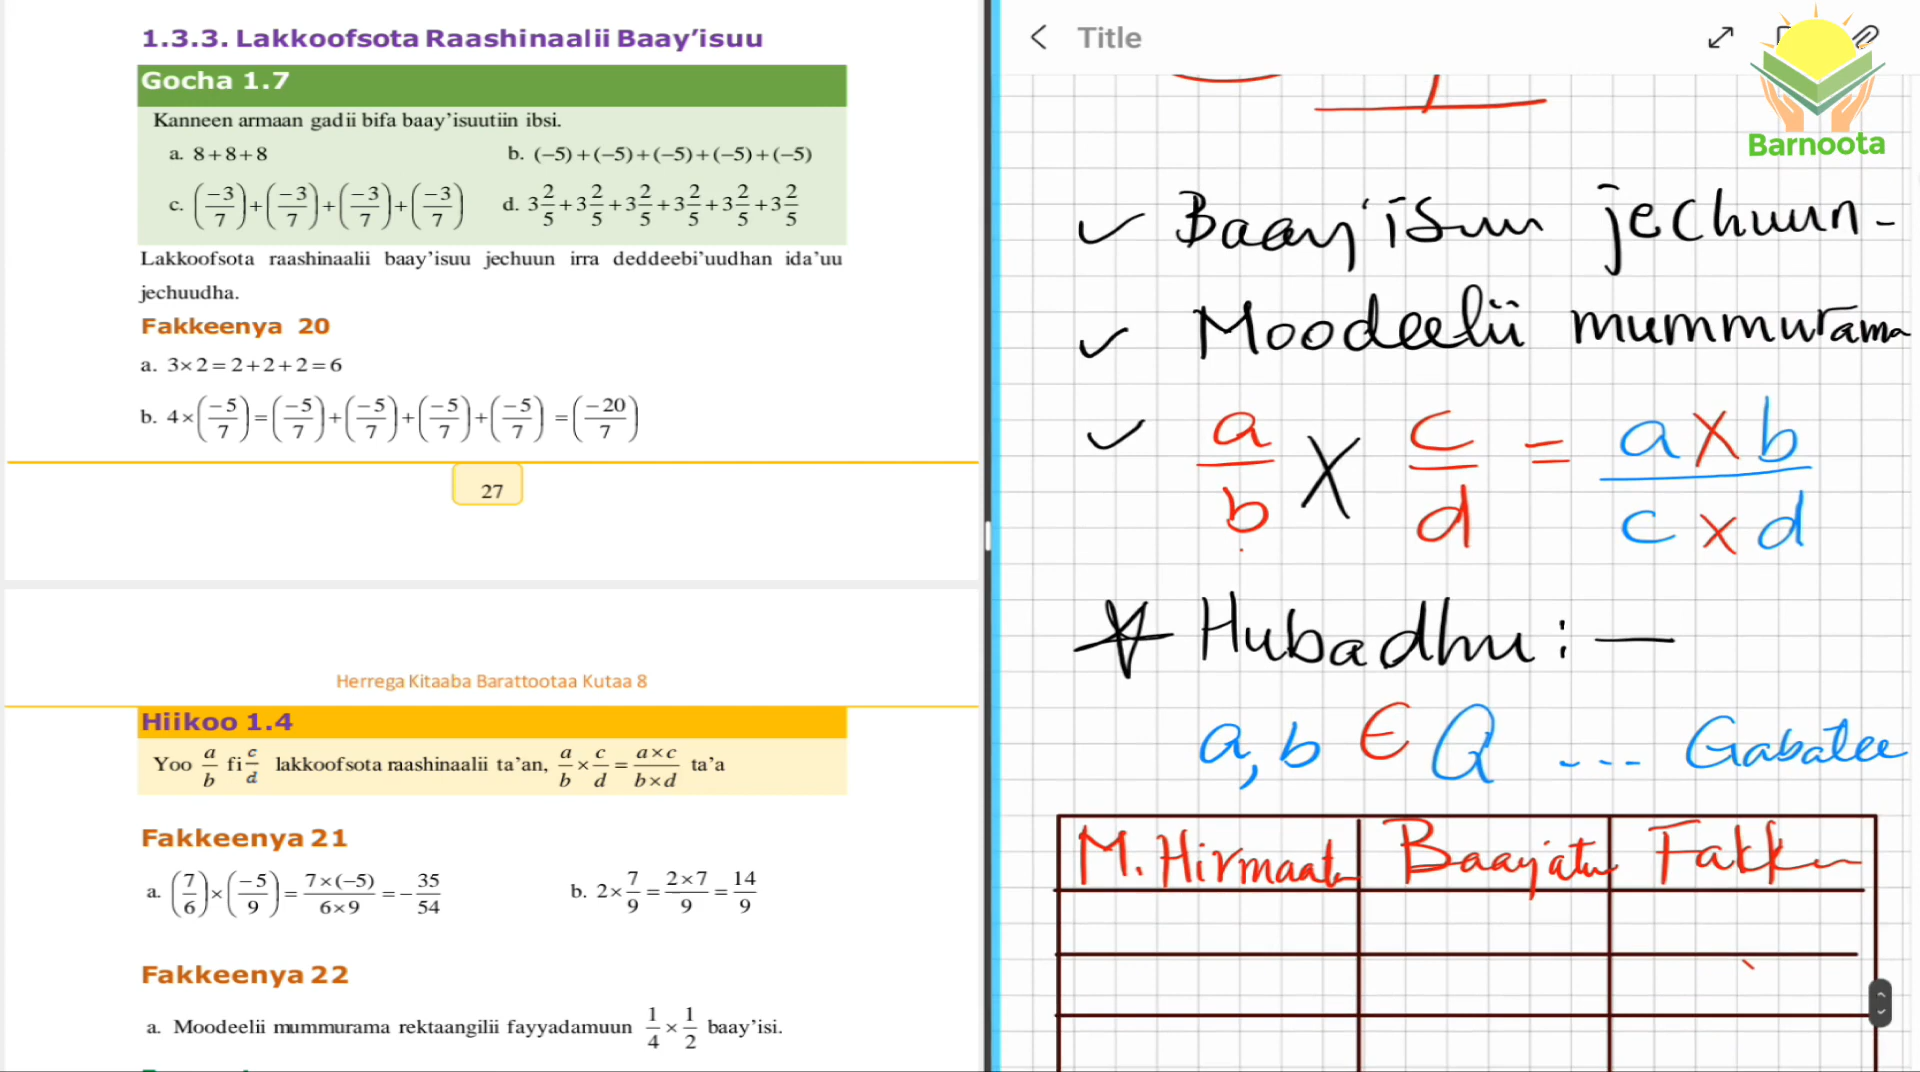 1.3.3. Lakkoofsota Raashinaalii Baay’isuu
Gocha 1.7
Kanneen armaan gadii bifa baay’isuutiin ibsi.
a. 8+8+8
b. (−5)+(−5)+(−5)+(−5)+(−5)
c. (−3/7)+(−3/7)+(−3/7)+(−3/7)
d. 3 2/5+3 2/5+3 2/5+3 2/5+3 2/5+3 2/5
Lakkoofsota raashinaalii baay’isuu jechuun irra deddeebi’uudhan ida’uu
jechuudha.
Fakkeenya 20
a. 3×2=2+2+2=6
b. 4×(−5/7)=(−5/7)+(−5/7)+(−5/7)+(−5/7)=(−20/7)
27
Herrega Kitaaba Barattootaa Kutaa 8
Hiikoo 1.4
Yoo a/b fi c/d lakkoofsota raashinaalii ta’an, a/b×c/d=a×c/b×d ta’a
Fakkeenya 21
a. (7/6)×(−5/9)=7×(−5)/6×9=−35/54
b. 2×7/9=2×7/9=14/9
Fakkeenya 22
a. Moodeelii mummurama rektaangilii fayyadamuun 1/4×1/2 baay’isi.
Title
Barnoota
Baay'isuu jechuun -
Moodeelii mummurama
a/b X c/d = a X b/c x d
Hubadhu: —
a, b ∈ Q ... Gabatee
M. Hirmaata
Baay'ataa
Fakk